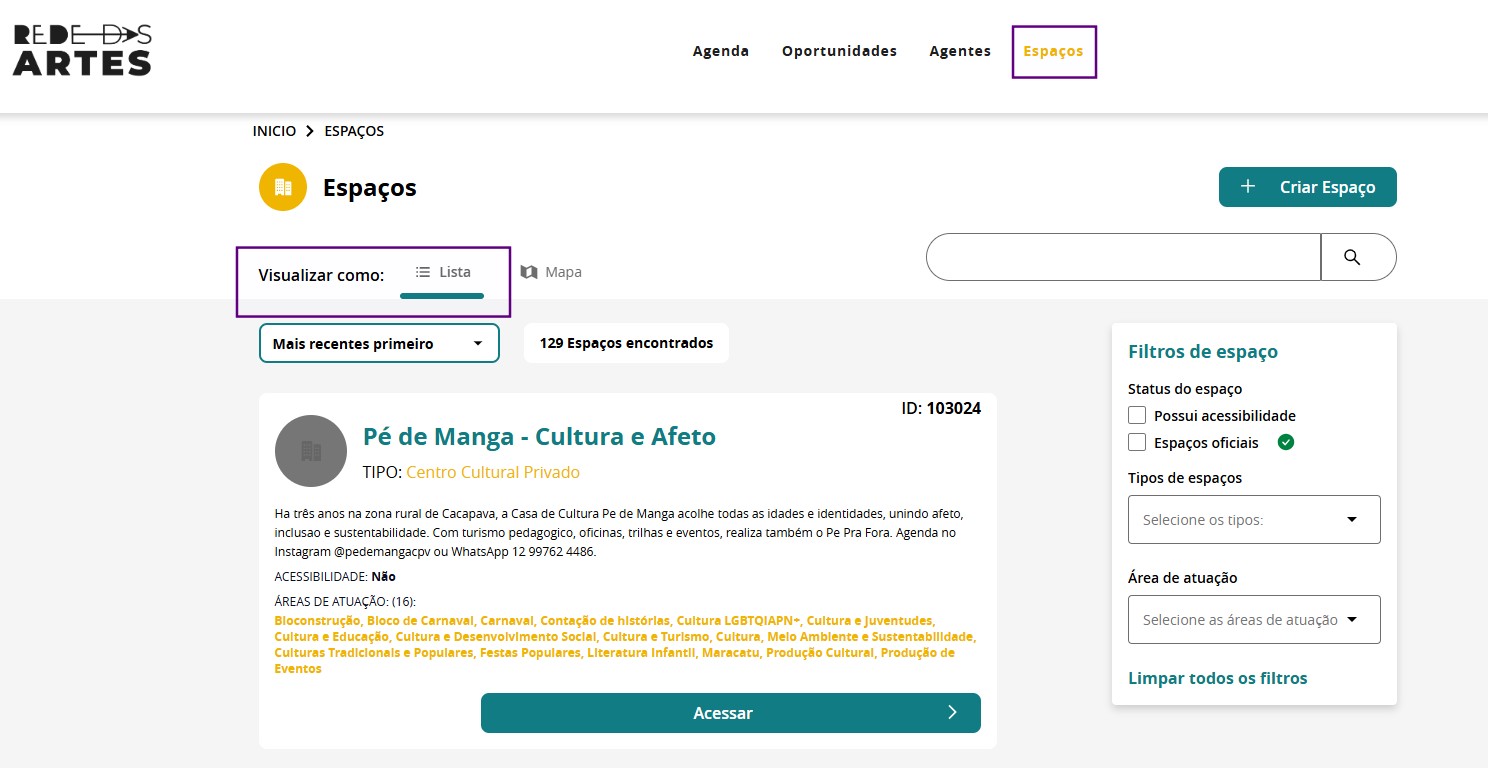 REDE DAS
ARTES
Agenda
Oportunidades
Agentes
Espaços
INICIO
ESPAÇOS
Espaços
Criar Espaço
Visualizar como:
Lista
Mapa
Mais recentes primeiro
129 Espaços encontrados
ID: 103024
Pé de Manga - Cultura e Afeto
TIPO: Centro Cultural Privado
Ha três anos na zona rural de Cacapava, a Casa de Cultura Pe de Manga acolhe todas as idades e identidades, unindo afeto,
inclusao e sustentabilidade. Com turismo pedagogico, oficinas, trilhas e eventos, realiza também o Pe Pra Fora. Agenda no
Instagram @pedemangacpv ou WhatsApp 12 99762 4486.
ACESSIBILIDADE: Não
ÁREAS DE ATUAÇÃO: (16):
Bioconstrução, Bloco de Carnaval, Carnaval, Contação de histórias, Cultura LGBTQIAPN+, Cultura e Juventudes,
Cultura e Educação, Cultura e Desenvolvimento Social, Cultura e Turismo, Cultura, Meio Ambiente e Sustentabilidade,
Culturas Tradicionais e Populares, Festas Populares, Literatura Infantil, Maracatu, Produção Cultural, Produção de
Eventos
Acessar
Filtros de espaço
Status do espaço
Possui acessibilidade
Espaços oficiais
Tipos de espaços
Selecione os tipos:
Área de atuação
Selecione as áreas de atuação
Limpar todos os filtros